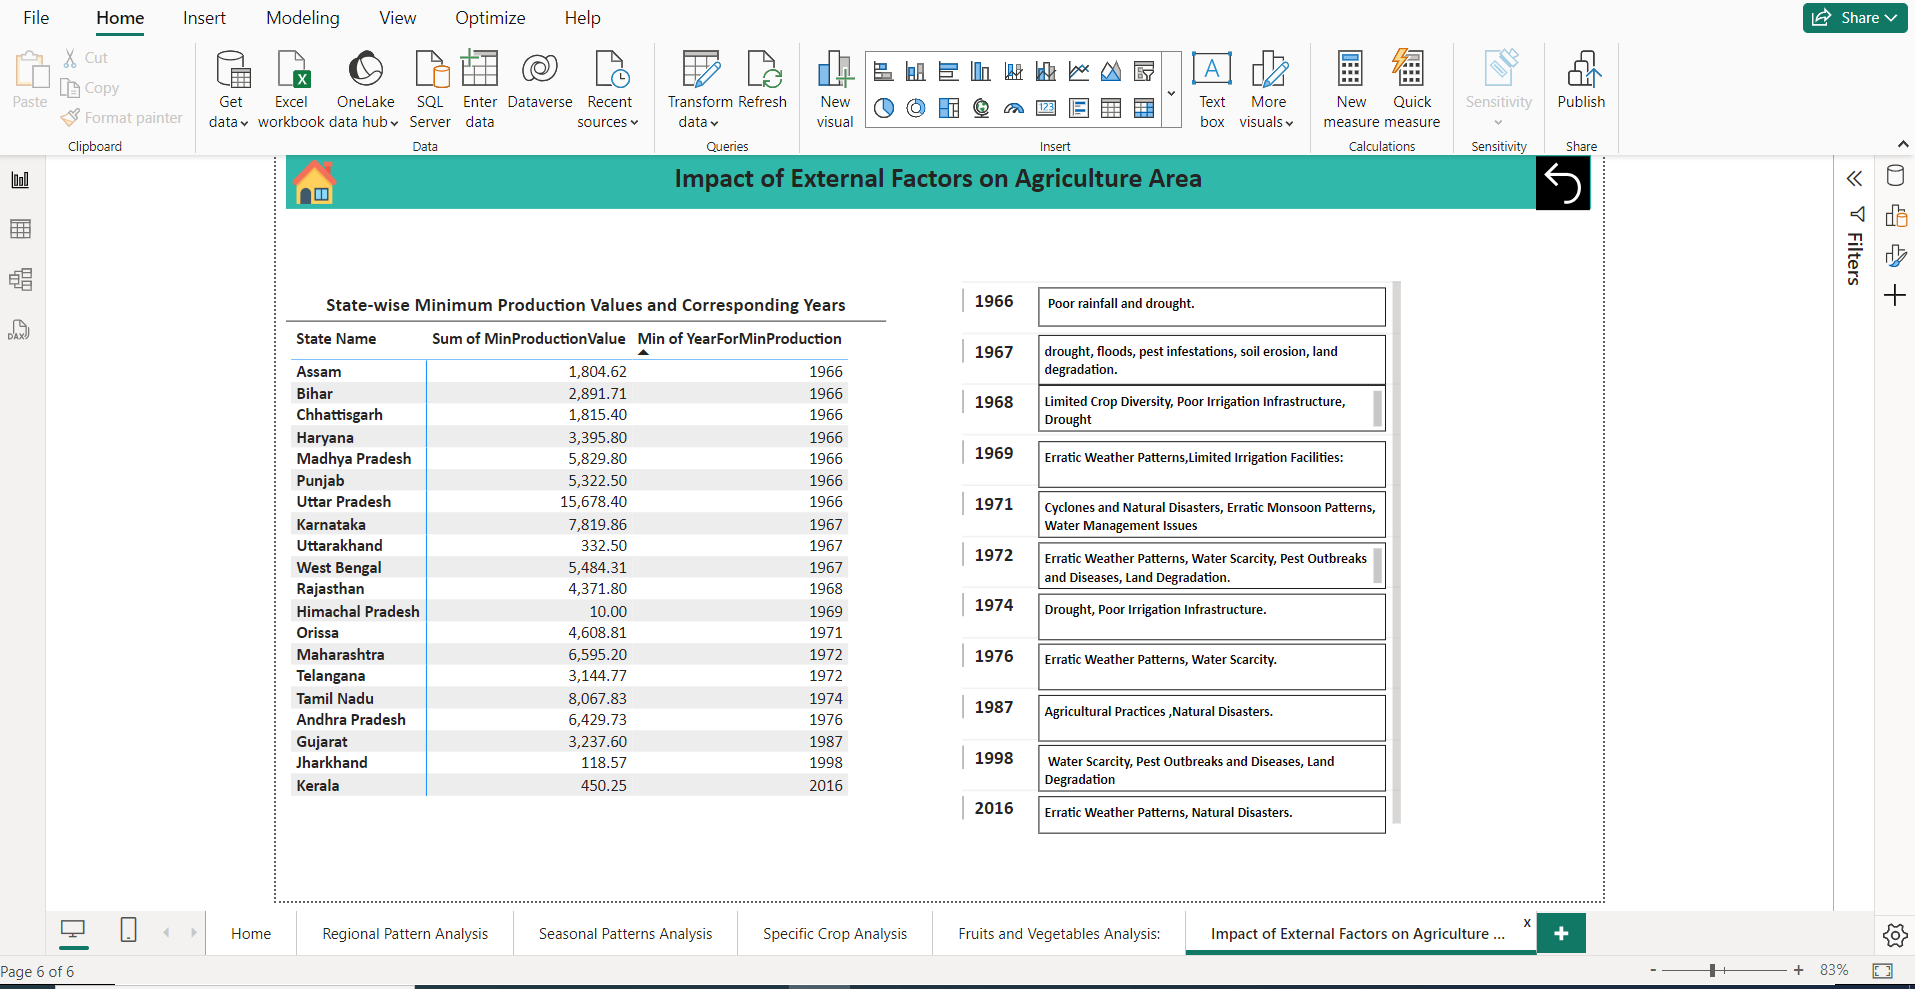 File Home Insert Modeling View Optimize Help Share
Paste
Cut
Copy
Format painter
Clipboard
Get data
Excel workbook
OneLake data hub
SQL Server
Enter data
Dataverse
Recent sources
Data
Transform data
Refresh
Queries
New visual
123
A
Text box
More visuals
Insert
New measure
Quick measure
Calculations
Sensitivity
Sensitivity
Publish
Share
DAX
Impact of External Factors on Agriculture Area
Filters
State-wise Minimum Production Values and Corresponding Years
State Name Sum of MinProductionValue Min of YearForMinProduction
Assam 1,804.62 1966
Bihar 2,891.71 1966
Chhattisgarh 1,815.40 1966
Haryana 3,395.80 1966
Madhya Pradesh 5,829.80 1966
Punjab 5,322.50 1966
Uttar Pradesh 15,678.40 1966
Karnataka 7,819.86 1967
Uttarakhand 332.50 1967
West Bengal 5,484.31 1967
Rajasthan 4,371.80 1968
Himachal Pradesh 10.00 1969
Orissa 4,608.81 1971
Maharashtra 6,595.20 1972
Telangana 3,144.77 1972
Tamil Nadu 8,067.83 1974
Andhra Pradesh 6,429.73 1976
Gujarat 3,237.60 1987
Jharkhand 118.57 1998
Kerala 450.25 2016
1966 Poor rainfall and drought.
1967 drought, floods, pest infestations, soil erosion, land
degradation.
1968 Limited Crop Diversity, Poor Irrigation Infrastructure,
Drought
1969 Erratic Weather Patterns,Limited Irrigation Facilities:
1971 Cyclones and Natural Disasters, Erratic Monsoon Patterns,
Water Management Issues
1972 Erratic Weather Patterns, Water Scarcity, Pest Outbreaks
and Diseases, Land Degradation.
1974 Drought, Poor Irrigation Infrastructure.
1976 Erratic Weather Patterns, Water Scarcity.
1987 Agricultural Practices ,Natural Disasters.
1998 Water Scarcity, Pest Outbreaks and Diseases, Land
Degradation
2016 Erratic Weather Patterns, Natural Disasters.
Home Regional Pattern Analysis Seasonal Patterns Analysis Specific Crop Analysis Fruits and Vegetables Analysis: Impact of External Factors on Agriculture ... x +
Page 6 of 6 - + 83%